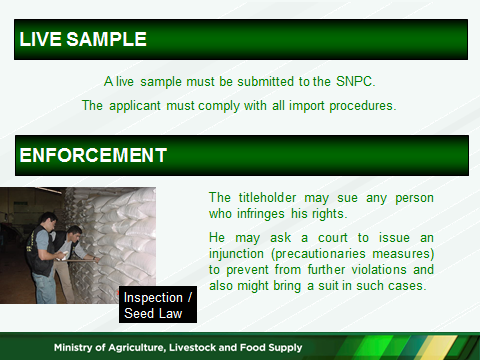 LIVE SAMPLE
A live sample must be submitted to the SNPC.
The applicant must comply with all import procedures.
ENFORCEMENT
The titleholder may sue any person
who infringes his rights.
He may ask a court to issue an
injunction (precautionaries measures)
to prevent from further violations and
also might bring a suit in such cases.
Inspection /
Seed Law
Ministry of Agriculture, Livestock and Food Supply